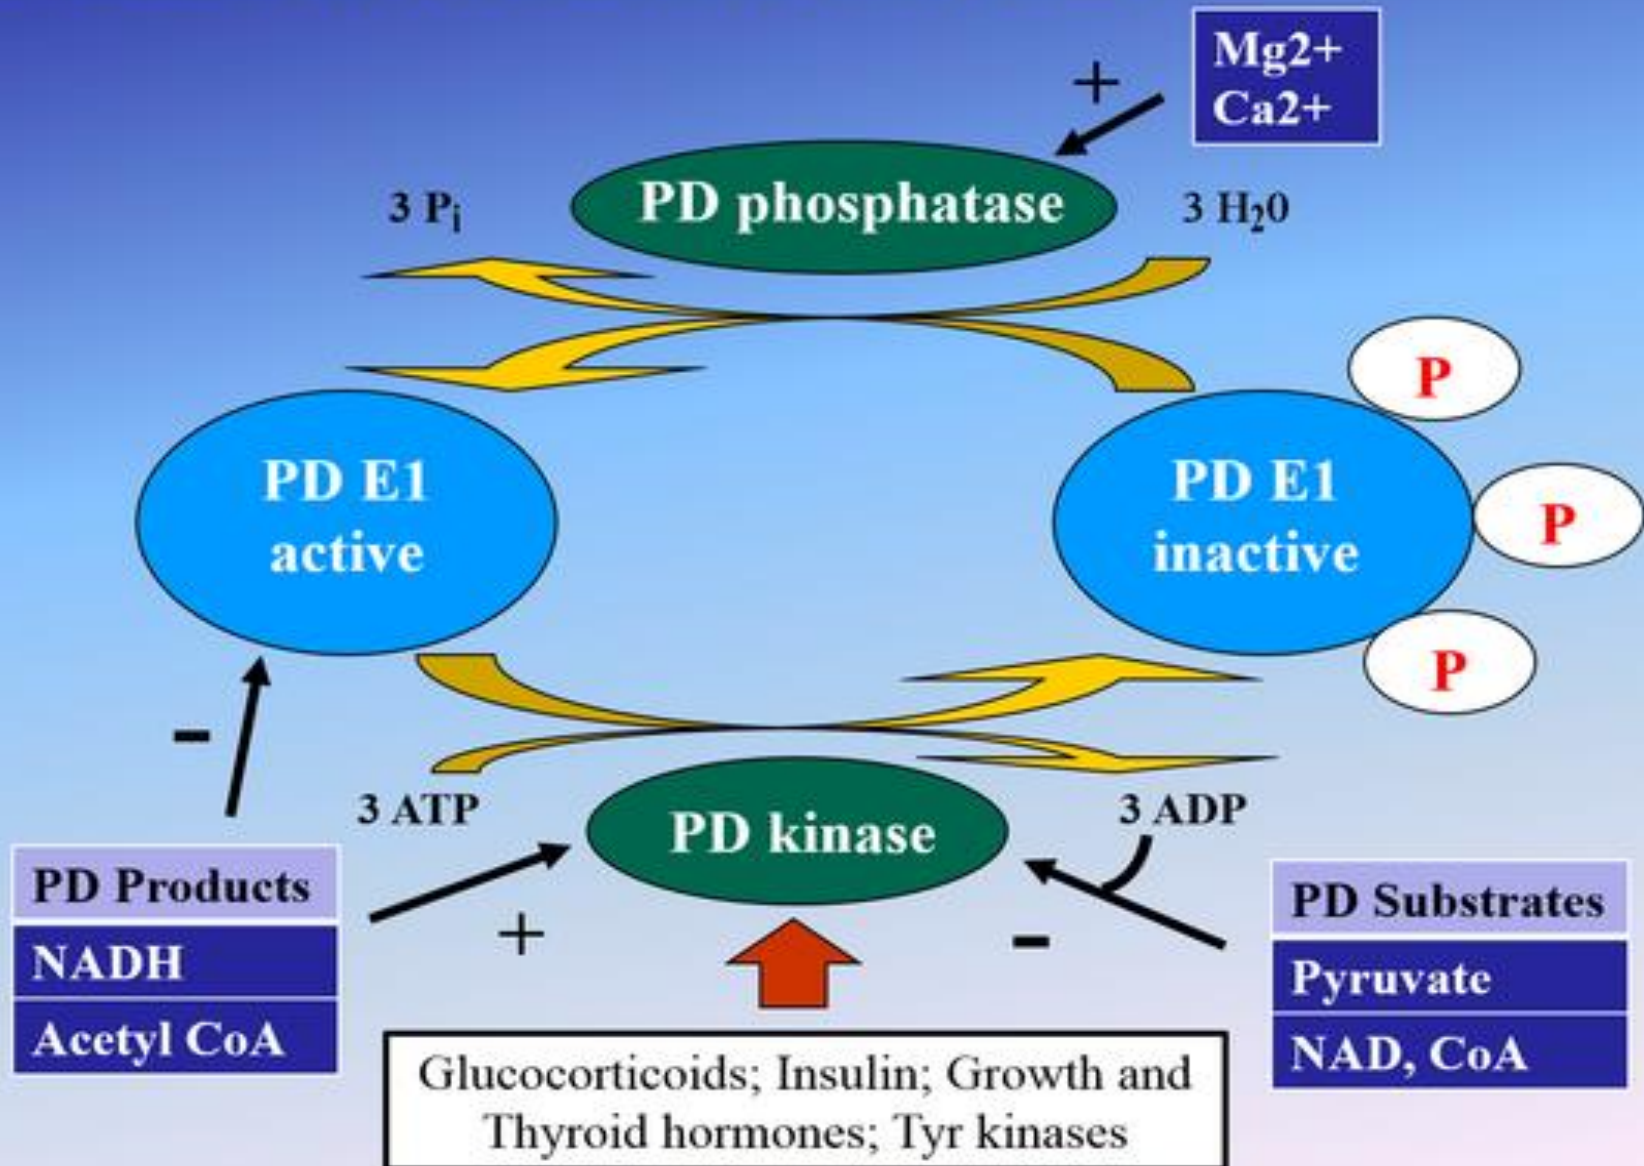 Mg2+
Ca2+
+
3 Pi
PD phosphatase
3 H20
P
PD E1
active
PD E1
inactive
P
P
-
3 ATP
PD kinase
3 ADP
PD Products
NADH
Acetyl CoA
+
-
PD Substrates
Pyruvate
NAD, CoA
Glucocorticoids; Insulin; Growth and
Thyroid hormones; Tyr kinases